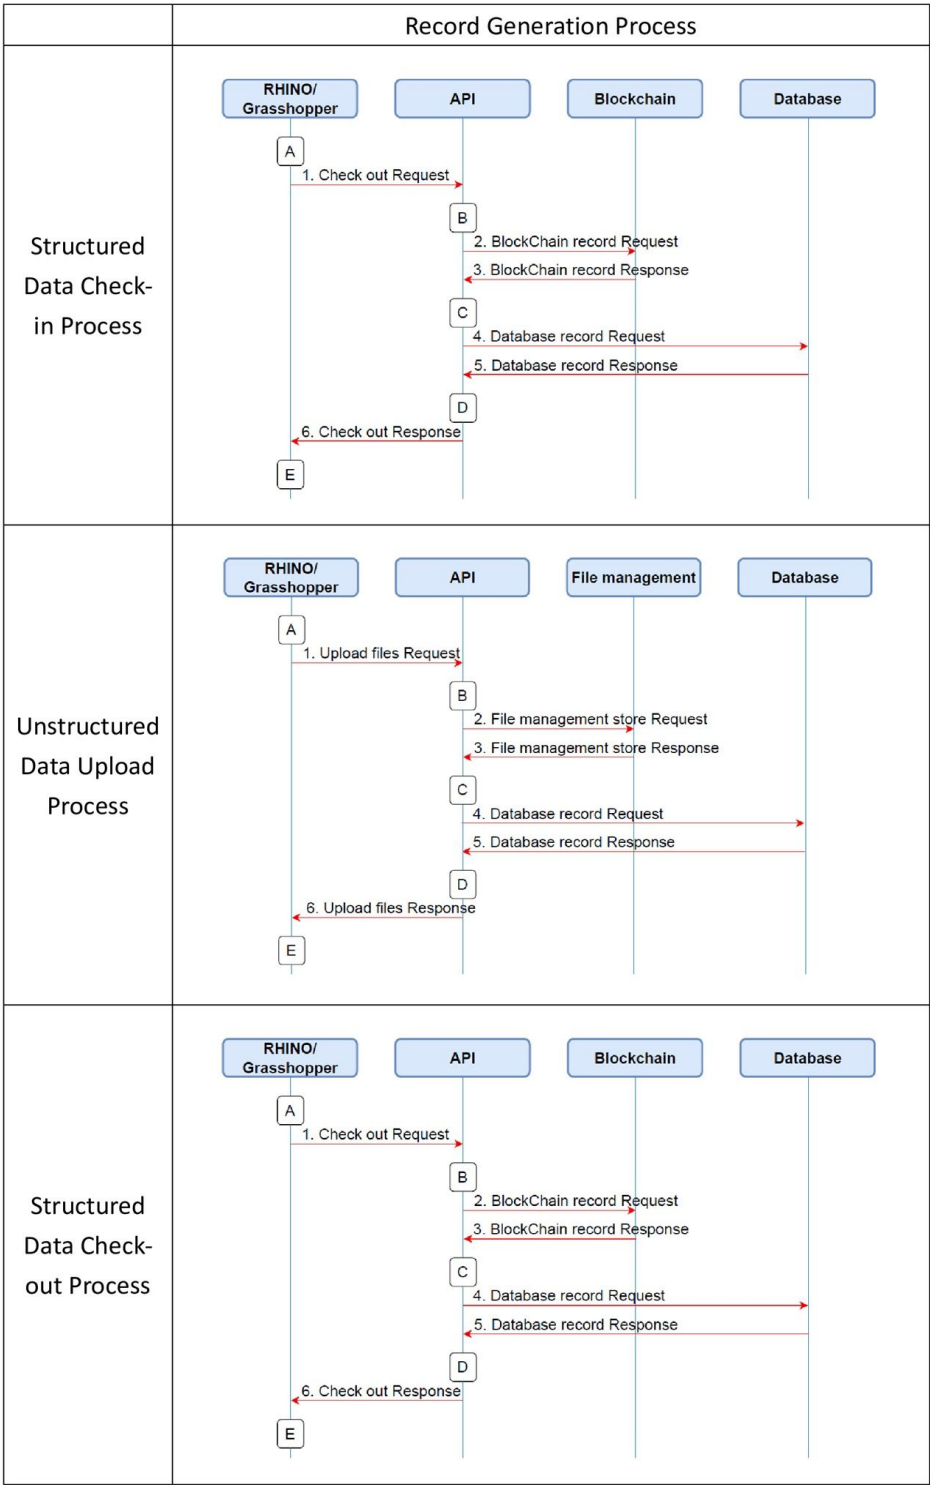 Record Generation Process
Structured
Data Check-
in Process
RHINO/
Grasshopper
API
Blockchain
Database
A
1. Check out Request
B
2. BlockChain record Request
3. BlockChain record Response
C
4. Database record Request
5. Database record Response
D
6. Check out Response
E
Unstructured
Data Upload
Process
RHINO/
Grasshopper
API
File management
Database
A
1. Upload files Request
B
2. File management store Request
3. File management store Response
C
4. Database record Request
5. Database record Response
D
6. Upload files Response
E
Structured
Data Check-
out Process
RHINO/
Grasshopper
API
Blockchain
Database
A
1. Check out Request
B
2. BlockChain record Request
3. BlockChain record Response
C
4. Database record Request
5. Database record Response
D
6. Check out Response
E